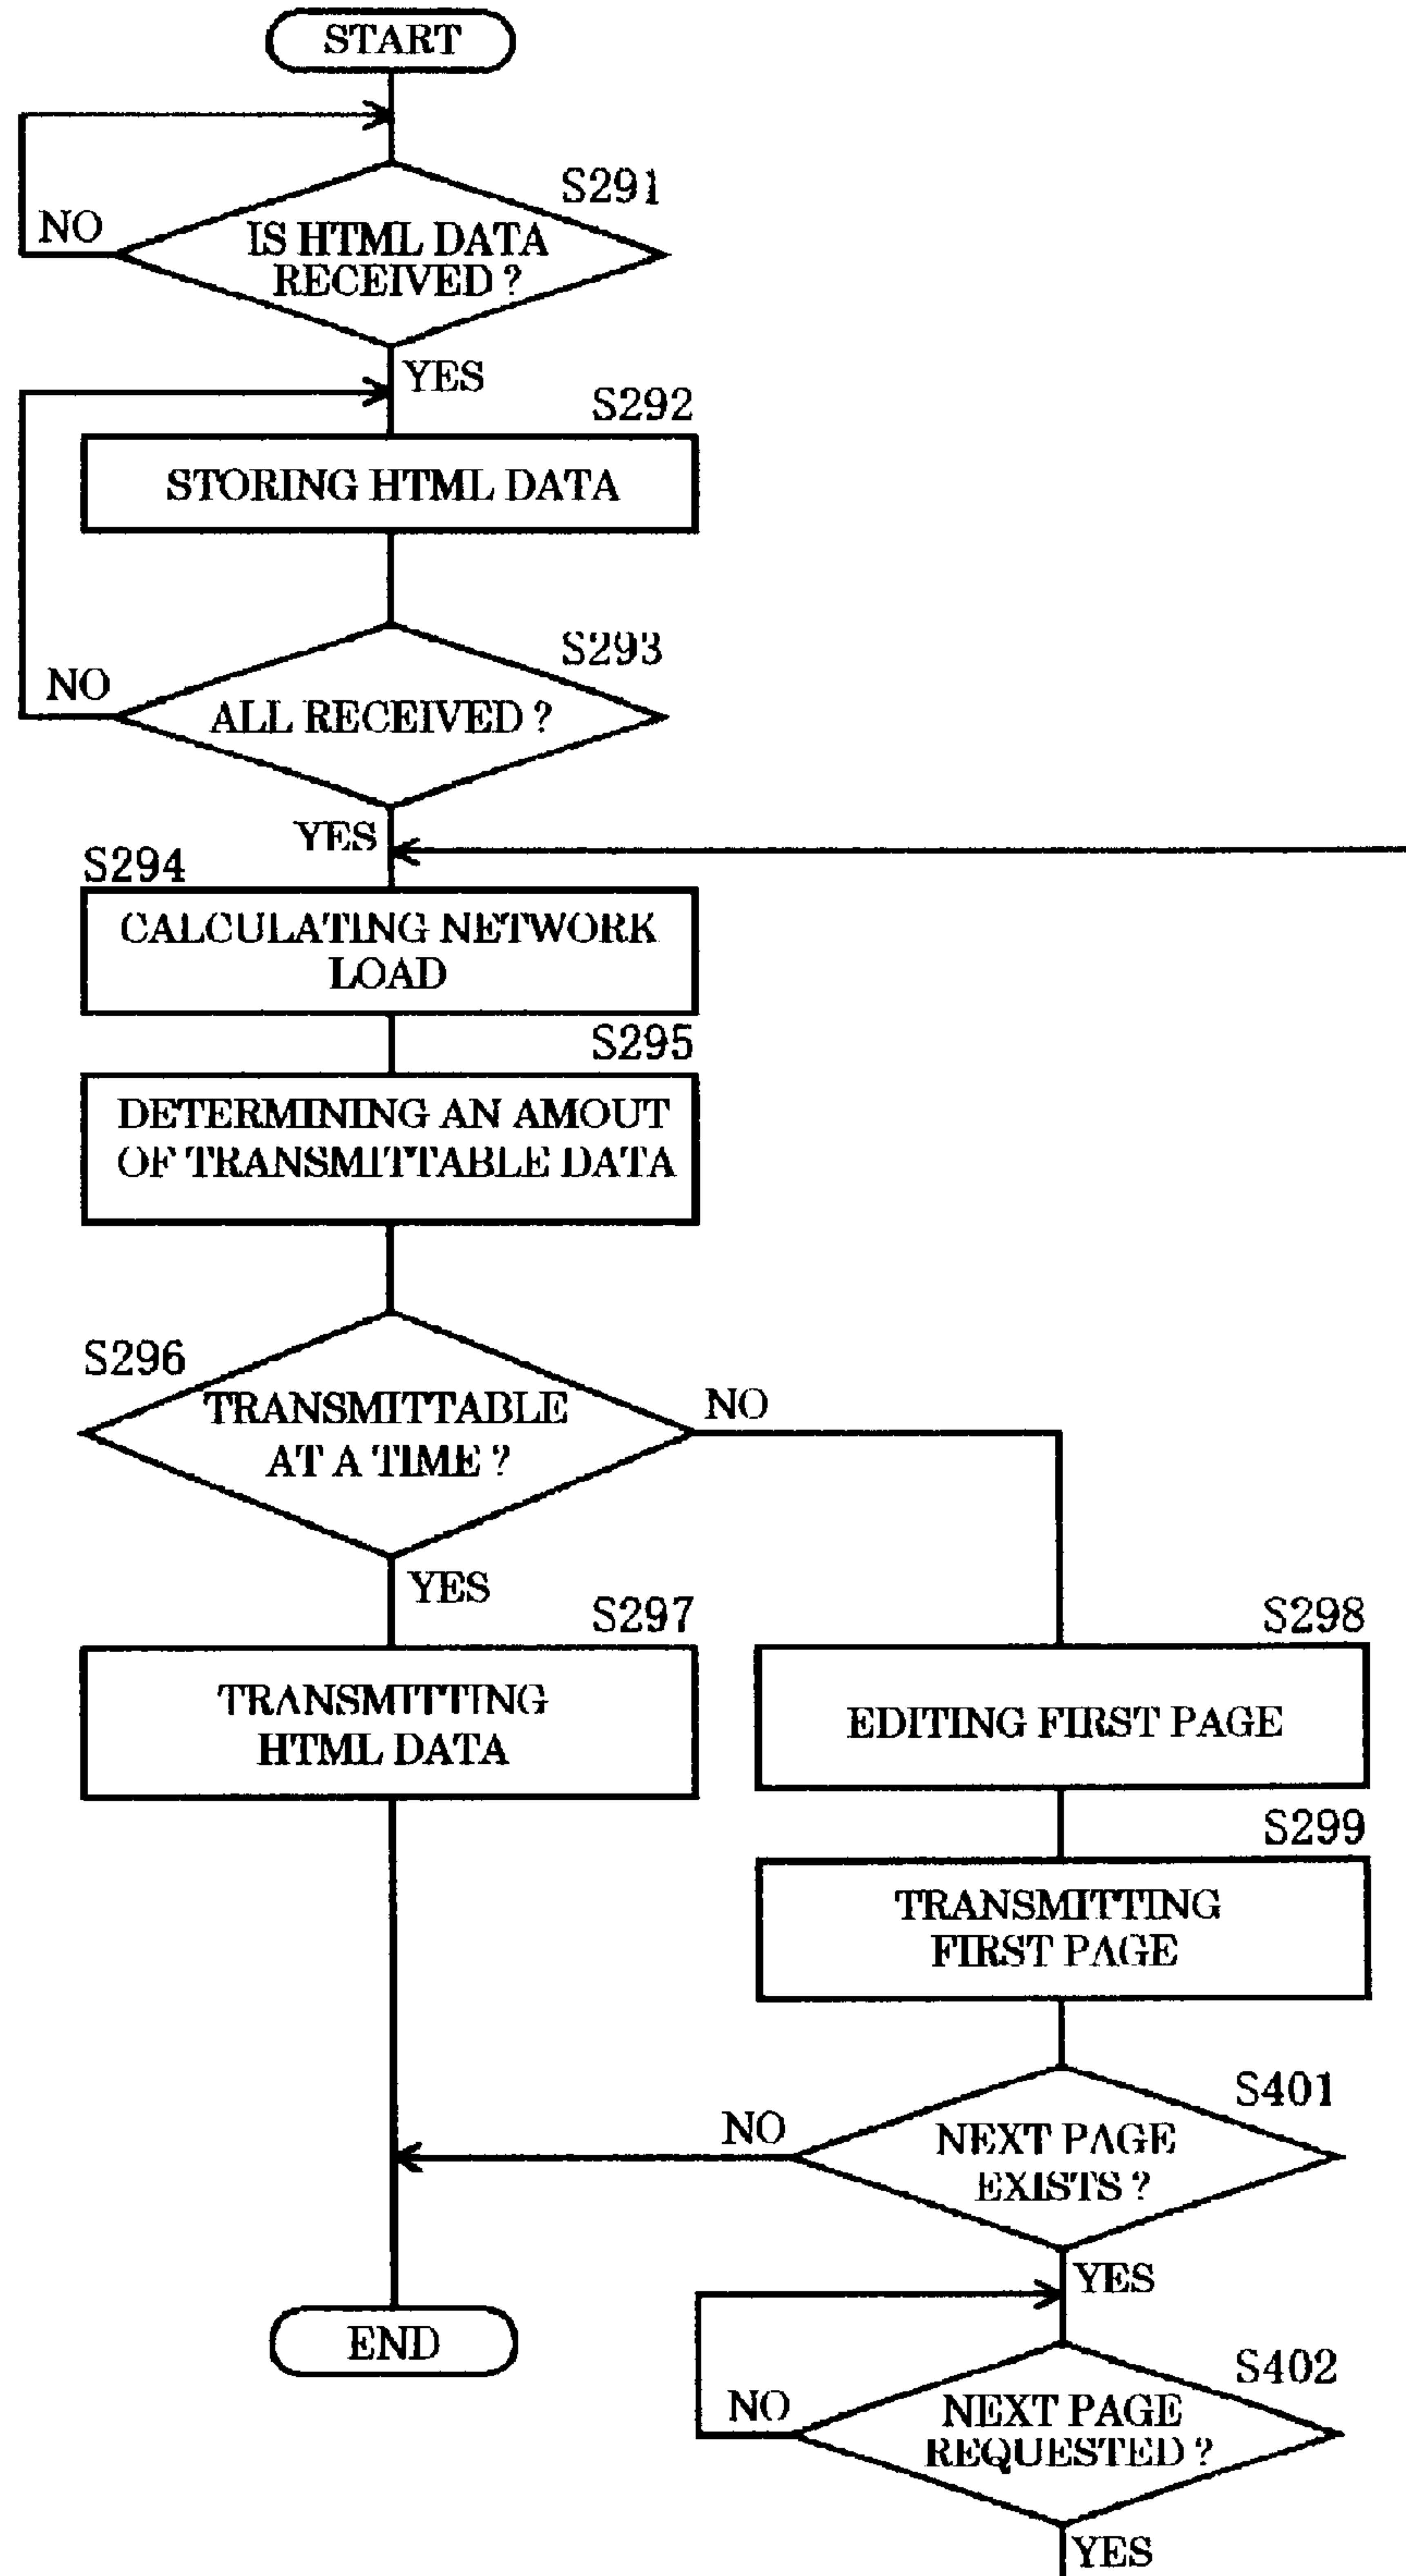 START
S291
NO
IS HTML DATA
RECEIVED ?
YES
S292
STORING HTML DATA
S293
NO
ALL RECEIVED ?
YES
S294
CALCULATING NETWORK
LOAD
S295
DETERMINING AN AMOUT
OF TRANSMITTABLE DATA
S296
TRANSMITTABLE
AT A TIME ?
NO
YES
S297
TRANSMITTING
HTML DATA
S298
EDITING FIRST PAGE
S299
TRANSMITTING
FIRST PAGE
S401
NO
NEXT PAGE
EXISTS ?
YES
END
S402
NO
NEXT PAGE
REQUESTED ?
YES